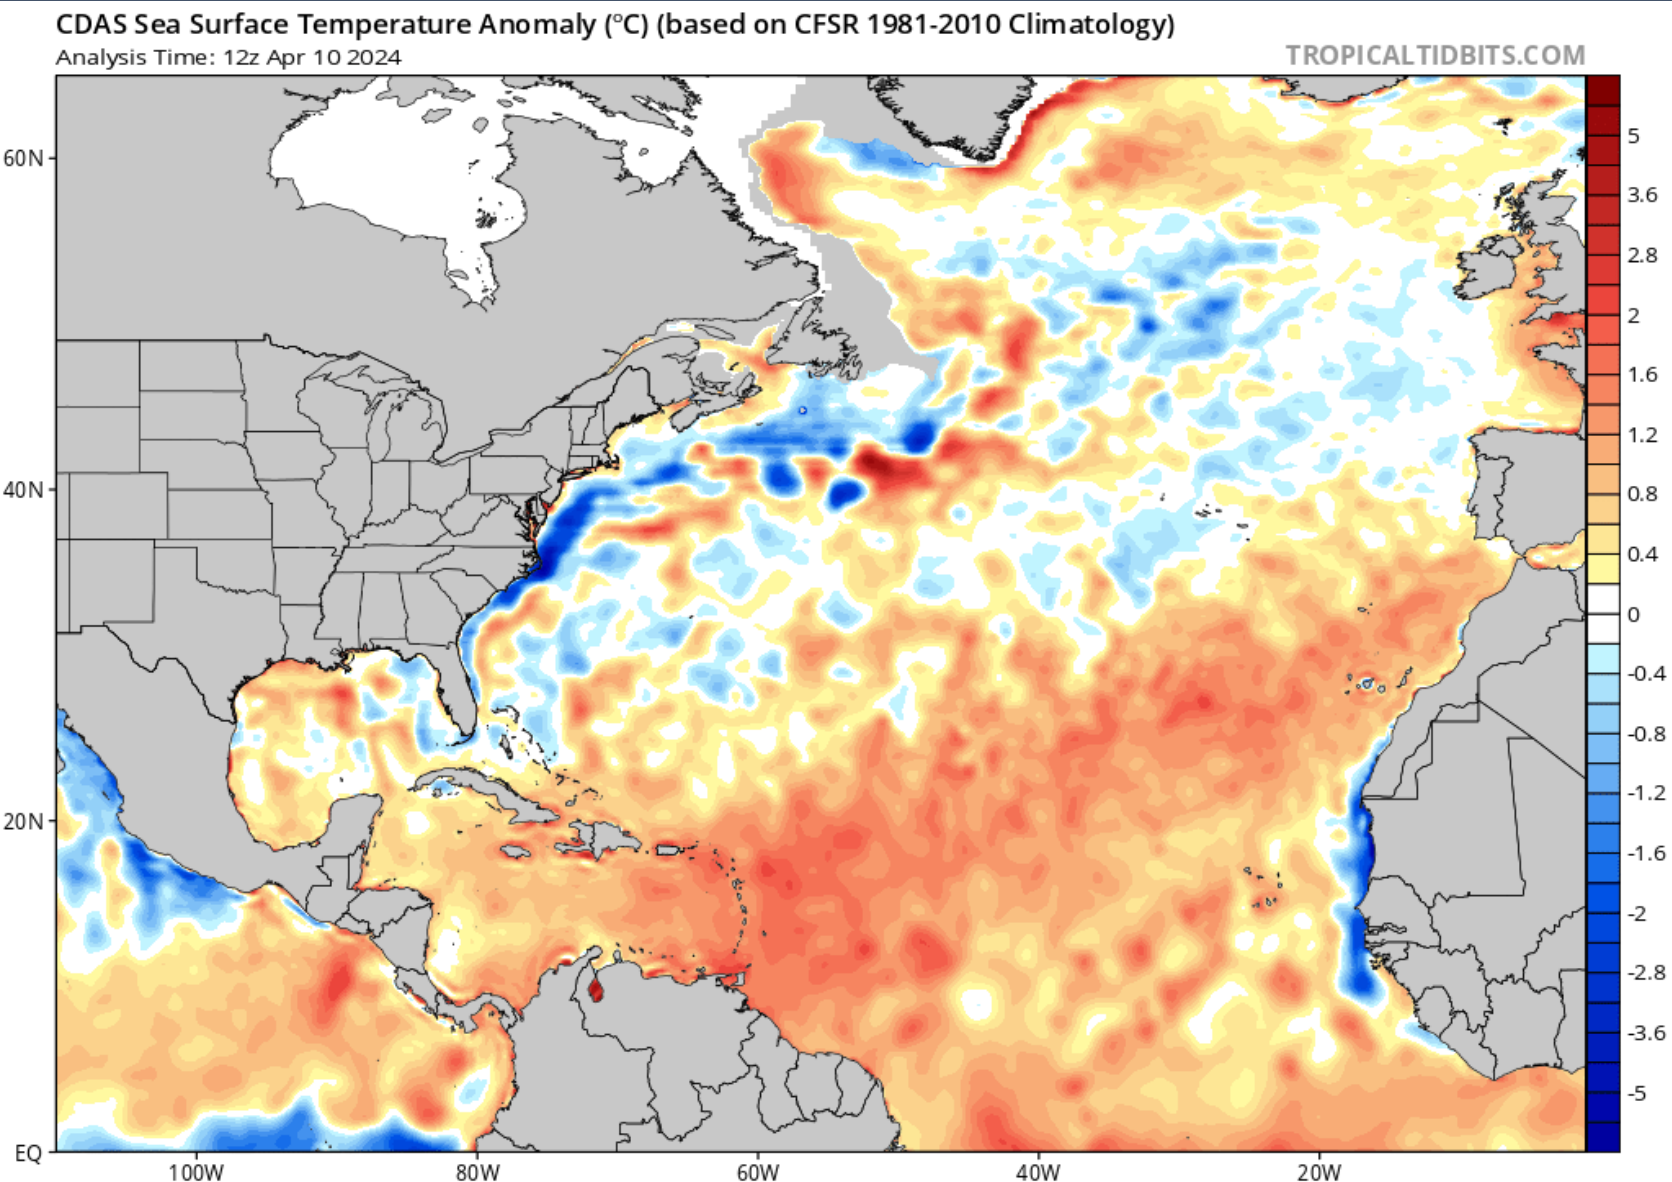 CDAS Sea Surface Temperature Anomaly (°C) (based on CFSR 1981-2010 Climatology)
Analysis Time: 12z Apr 10 2024
TROPICALTIDBITS.COM
60N
40N
20N
EQ
100W
80W
60W
40W
20W
5
3.6
2.8
2
1.6
1.2
0.8
0.4
0
-0.4
-0.8
-1.2
-1.6
-2
-2.8
-3.6
-5